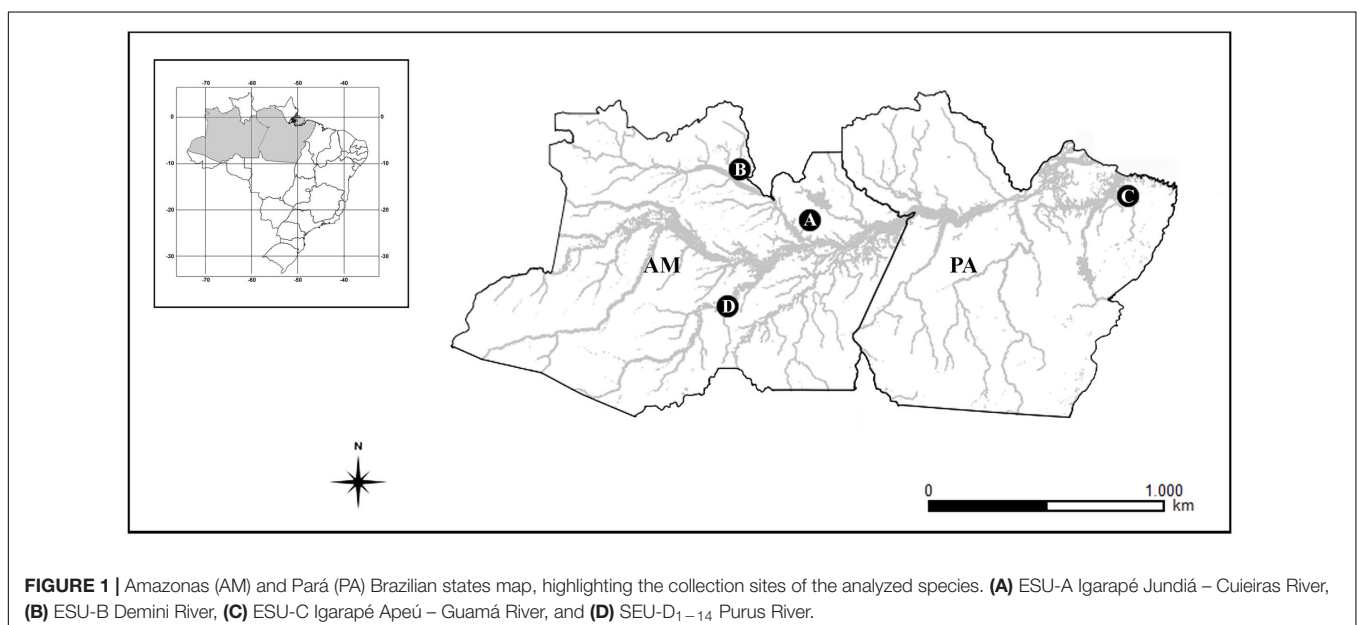 -70 -60 -50 -40
0 0
-10 -10
-20 -20
-30 -30
-70 -60 -50 -40
B
A
C
AM
PA
D
N
0 1.000
km
FIGURE 1 | Amazonas (AM) and Pará (PA) Brazilian states map, highlighting the collection sites of the analyzed species. (A) ESU-A Igarapé Jundiá – Cuieiras River,
(B) ESU-B Demini River, (C) ESU-C Igarapé Apeú – Guamá River, and (D) SEU-D1–14 Purus River.